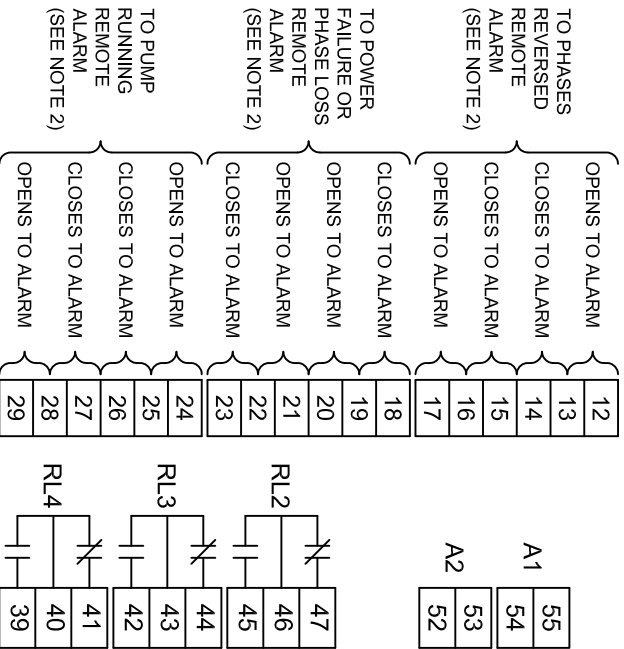 TO PHASES
REVERSED
REMOTE
ALARM
(SEE NOTE 2)
OPENS TO ALARM
CLOSES TO ALARM
CLOSES TO ALARM
OPENS TO ALARM
12
13
14
15
16
17
TO POWER
FAILURE OR
PHASE LOSS
REMOTE
ALARM
(SEE NOTE 2)
CLOSES TO ALARM
OPENS TO ALARM
OPENS TO ALARM
CLOSES TO ALARM
18
19
20
21
22
23
TO PUMP
RUNNING
REMOTE
ALARM
(SEE NOTE 2)
OPENS TO ALARM
CLOSES TO ALARM
CLOSES TO ALARM
OPENS TO ALARM
24
25
26
27
28
29
A1
55
54
A2
53
52
RL2
47
46
45
RL3
44
43
42
RL4
41
40
39